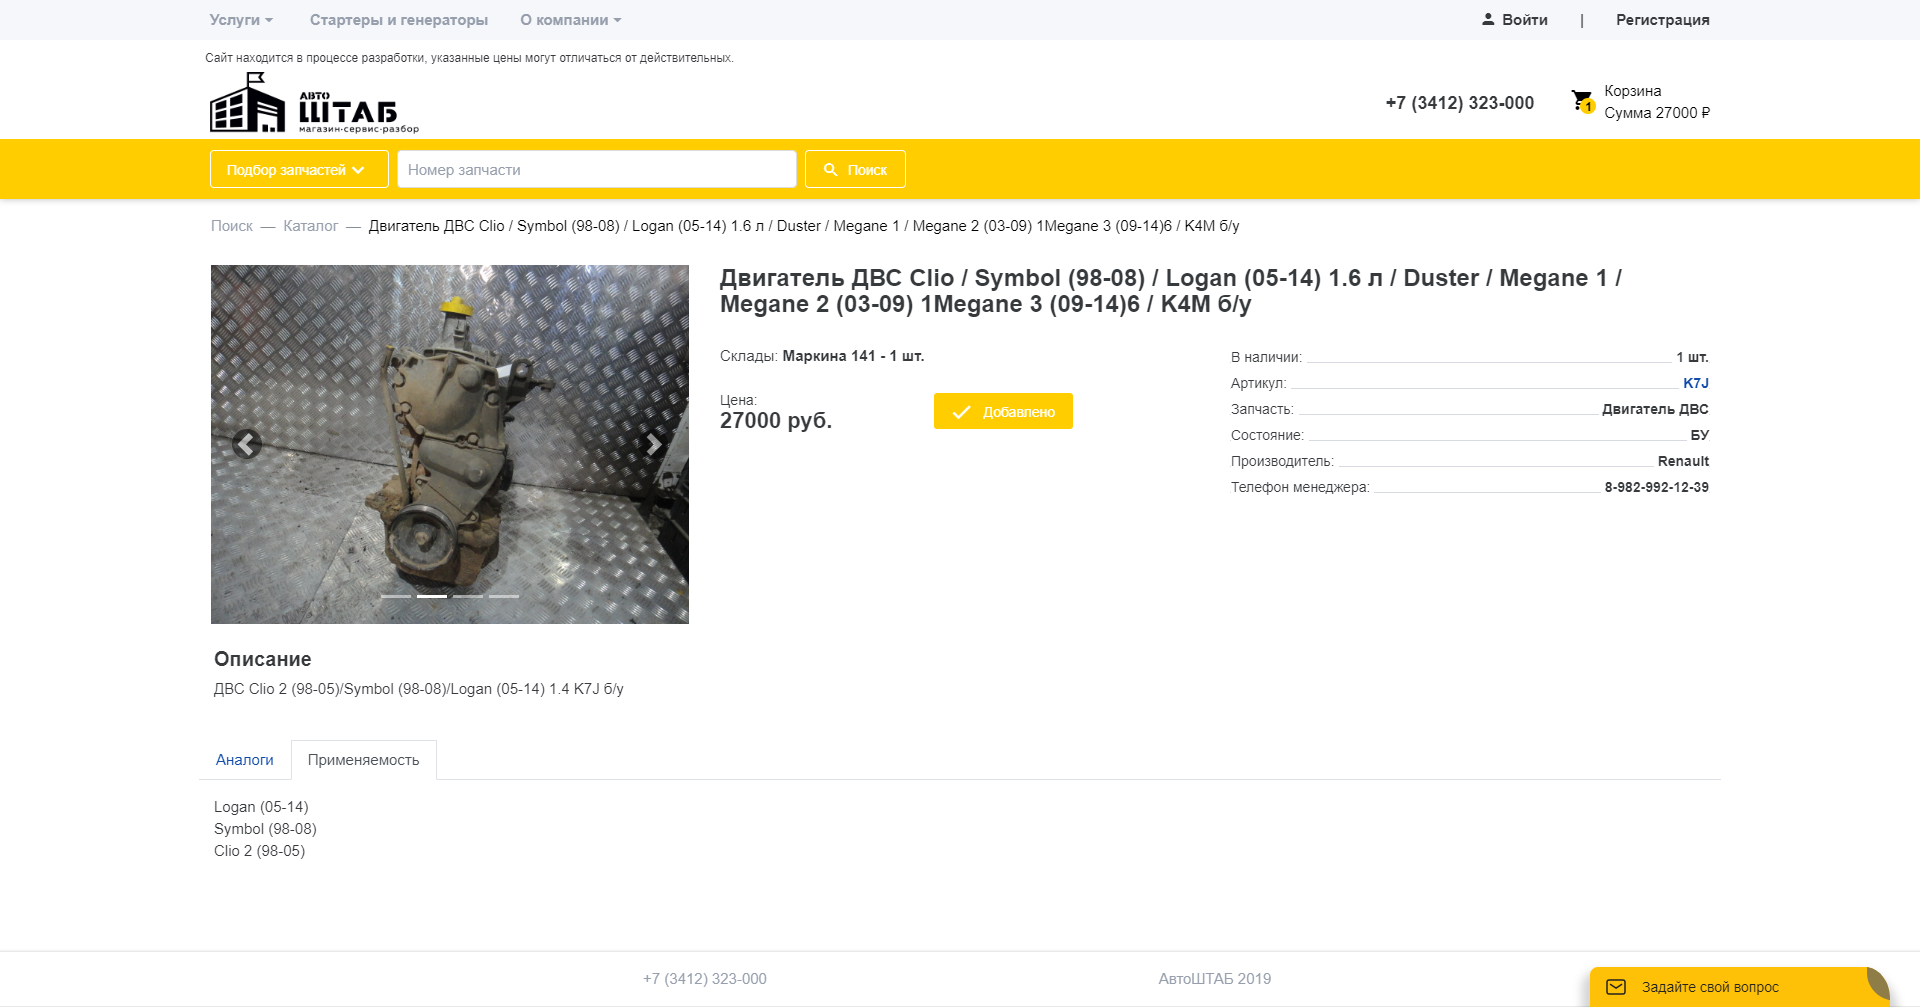 Услуги
Стартеры и генераторы
О компании
Войти
|
Регистрация
Сайт находится в процессе разработки, указанные цены могут отличаться от действительных.
АВТО
ШТАБ
магазин-сервис-разбор
+7 (3412) 323-000
1
Корзина
Сумма 27000 ₽
Подбор запчастей
Номер запчасти
Поиск
Поиск — Каталог — Двигатель ДВС Clio / Symbol (98-08) / Logan (05-14) 1.6 л / Duster / Megane 1 / Megane 2 (03-09) 1Megane 3 (09-14)6 / K4M б/у
Двигатель ДВС Clio / Symbol (98-08) / Logan (05-14) 1.6 л / Duster / Megane 1 /
Megane 2 (03-09) 1Megane 3 (09-14)6 / K4M б/у
Склады: Маркина 141 - 1 шт.
Цена:
27000 руб.
Добавлено
В наличии: 1 шт.
Артикул: K7J
Запчасть: Двигатель ДВС
Состояние: БУ
Производитель: Renault
Телефон менеджера: 8-982-992-12-39
Описание
ДВС Clio 2 (98-05)/Symbol (98-08)/Logan (05-14) 1.4 K7J б/у
Аналоги
Применяемость
Logan (05-14)
Symbol (98-08)
Clio 2 (98-05)
+7 (3412) 323-000
АвтоШТАБ 2019
Задайте свой вопрос